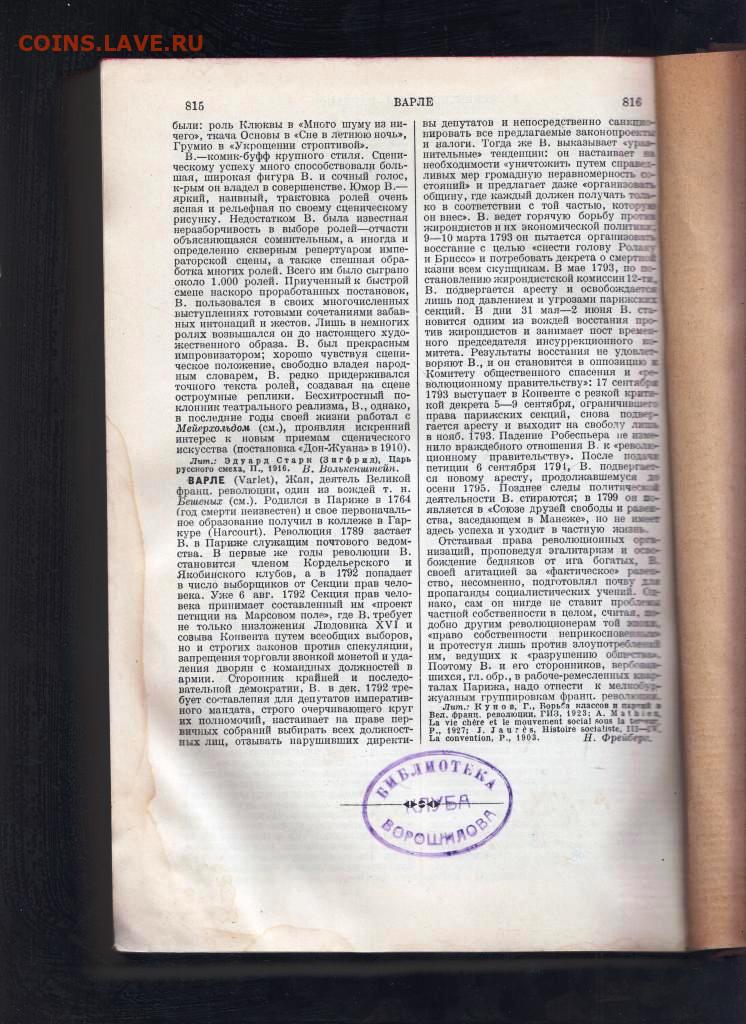 COINS.LAVE.RU
815 ВАРЛЕ 816
были: роль Клюквы в «Много шуму из ни-
чего», ткача Основы в «Сне в летнюю ночь»,
Грумио в «Укрощении строптивой».
В.—комик-буфф крупного стиля. Сцени-
ческому успеху много способствовали боль-
шая, широкая фигура В. и сочный голос,
к-рым он владел в совершенстве. Юмор В.—
яркий, наивный, трактовка ролей очень
ясная и рельефная по своему сценическому
рисунку. Недостатком В. была известная
неразборчивость в выборе ролей—отчасти
объясняющаяся сомнительным, а иногда и
определенно скверным репертуаром импе-
раторской сцены, а также спешная обра-
ботка многих ролей. Всего им было сыграно
около 1.000 ролей. Приученный к быстрой
смене наскоро проработанных постановок,
В. пользовался в своих многочисленных
выступлениях готовыми сочетаниями забав-
ных интонаций и жестов. Лишь в немногих
ролях возвышался он до настоящего худо-
жественного образа. В. был прекрасным
импровизатором; хорошо чувствуя сцени-
ческое положение, свободно владея народ-
ным словарем, В. редко придерживался
точного текста ролей, создавая на сцене
остроумные реплики. Бесхитростный по-
клонник театрального реализма, В., однако,
в последние годы своей жизни работал с
Мейерхольдом (см.), проявляя искренний
интерес к новым приемам сценического
искусства (постановка «Дон-Жуана» в 1910).
Лит.: Эдуард Старк (Зигфрид), Царь
русского смеха, П., 1916. В. Волькенштейн.
ВАРЛЕ (Varlet), Жан, деятель Великой
франц. революции, один из вождей т. н.
Бешеных (см.). Родился в Париже в 1764
(год смерти неизвестен) и свое первоначаль-
ное образование получил в коллеже в Гар-
куре (Harcourt). Революция 1789 застает
В. в Париже служащим почтового ведом-
ства. В первые же годы революции В.
становится членом Кордельерского и
Якобинского клубов, а в 1792 попадает
в число выборщиков от Секции прав чело-
века. Уже 6 авг. 1792 Секция прав чело-
века принимает составленный им «проект
петиции на Марсовом поле», где В. требует
не только низложения Людовика XVI и
созыва Конвента путем всеобщих выборов,
но и строгих законов против спекуляции,
запрещения торговли звонкой монетой и уда-
ления дворян с командных должностей в
армии. Сторонник крайней и последо-
вательной демократии, В. в дек. 1792 тре-
бует составления для депутатов императив-
ного мандата, строго очерчивающего круг
их полномочий, настаивает на праве пер-
вичных собраний выбирать всех должност-
ных лиц, отзывать нарушивших директи-
вы депутатов и непосредственно санкцио-
нировать все предлагаемые законопроекты
и налоги. Тогда же В. выказывает «урав-
нительные» тенденции: он настаивает на
необходимости «уничтожить путем справед-
ливых мер громадную неравномерность со-
стояний» и предлагает даже «организовать
общину, где каждый должен получать толь-
ко в соответствии с той частью, которую
он внес». В. ведет горячую борьбу против
жирондистов и их экономической политики;
9—10 марта 1793 он пытается организовать
восстание с целью «снести голову Ролану
и Бриссо» и потребовать декрета о смертной
казни всем скупщикам. В мае 1793, по по-
становлению жирондистской комиссии 12-ти,
В. подвергается аресту и освобождается
лишь под давлением и угрозами парижских
секций. В дни 31 мая—2 июня В. ста-
новится одним из вождей восстания про-
тив жирондистов и занимает пост времен-
ного председателя инсуррекционного ко-
митета. Результаты восстания не удовлет-
воряют В., и он становится в оппозицию к
Комитету общественного спасения и «ре-
волюционному правительству»: 17 сентября
1793 выступает в Конвенте с резкой крити-
кой декрета 5—9 сентября, ограничившего
права парижских секций, снова подвер-
гается аресту и выходит на свободу лишь
в нояб. 1793. Падение Робеспьера не изме-
нило враждебного отношения В. к «револю-
ционному правительству». После подачи
петиции 6 сентября 1794, В. подвергает-
ся новому аресту, продолжавшемуся до
осени 1795. Позднее следы политической
деятельности В. стираются; в 1799 он по-
является в «Союзе друзей свободы и равен-
ства, заседающем в Манеже», но не имеет
здесь успеха и уходит в частную жизнь.
Отстаивая права революционных орга-
низаций, проповедуя эгалитаризм и осво-
бождение бедняков от ига богатых, В.
своей агитацией за «фактическое» равен-
ство, несомненно, подготовлял почву для
пропаганды социалистических учений. Од-
нако, сам он нигде не ставит проблемы
частной собственности в целом, считая, по-
добно другим революционерам той эпохи,
«право собственности неприкосновенным»
и протестуя лишь против злоупотреблений
им, ведущих к «разрушению общества».
Поэтому В. и его сторонников, вербовав-
шихся, гл. обр., в рабоче-ремесленных квар-
талах Парижа, надо отнести к мелкобур-
жуазным группировкам франц. революции.
Лит.: Кунов, Г., Борьба классов и партий в
Вел. франц. революции, ГИЗ, 1923; A. Mathiez,
La vie chère et le mouvement social sous la terreur,
P., 1927; J. Jaurès, Histoire socialiste, III—IV,
La convention, P., 1903. Н. Фрейберг.
БИБЛИОТЕКА
КЛУБА
ВОРОШИЛОВА